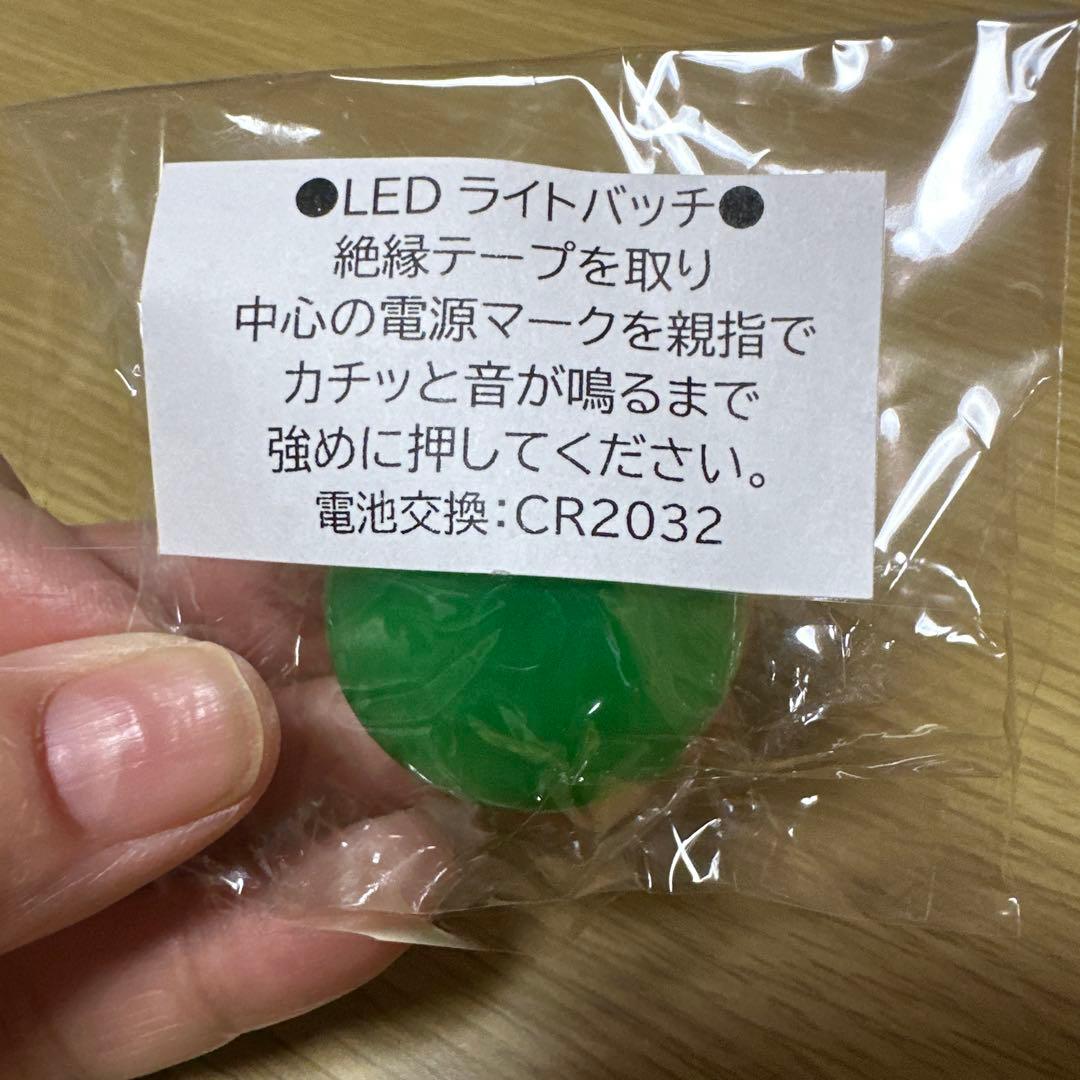 ●LED ライトバッチ●
絶縁テープを取り
中心の電源マークを親指で
カチッと音が鳴るまで
強めに押してください。
電池交換：CR2032